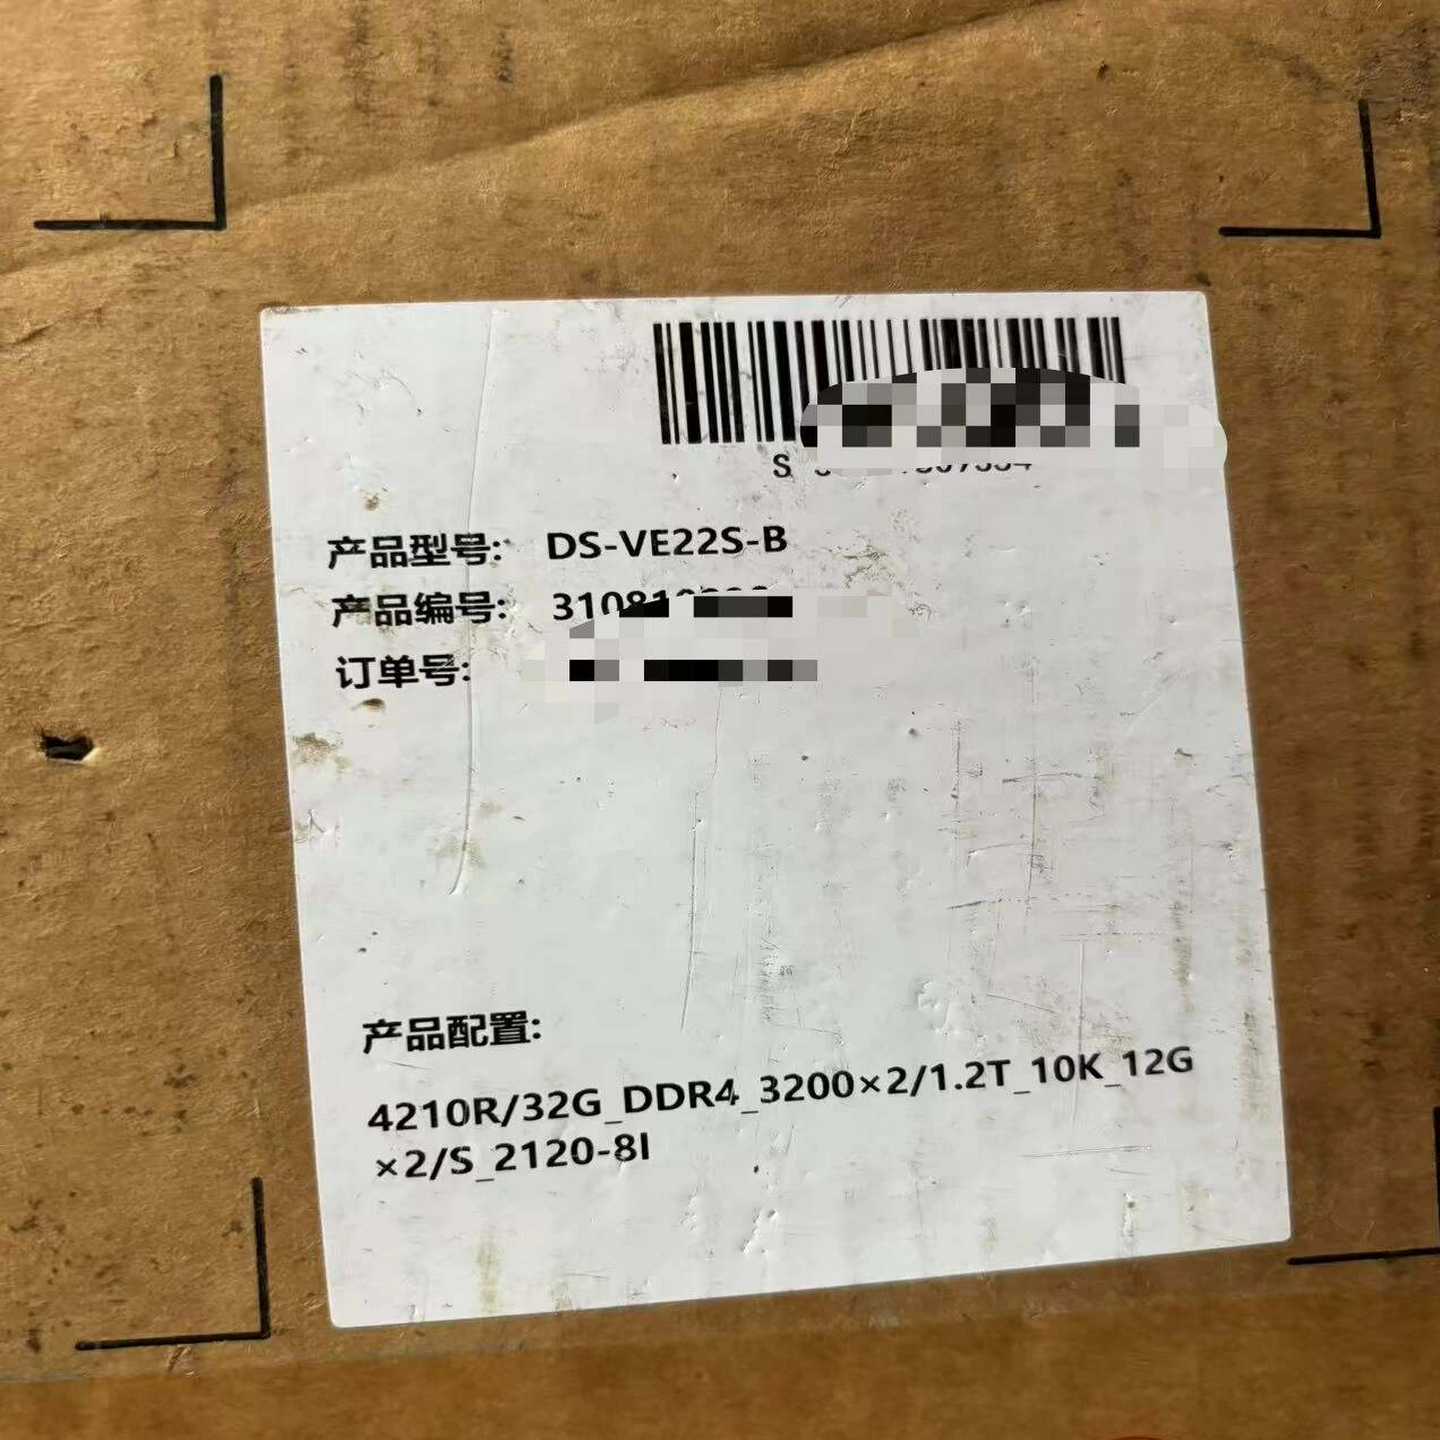 产品型号: DS-VE22S-B
产品编号:
订单号:
产品配置:
4210R/32G_DDR4_3200×2/1.2T_10K_12G
×2/S_2120-8I